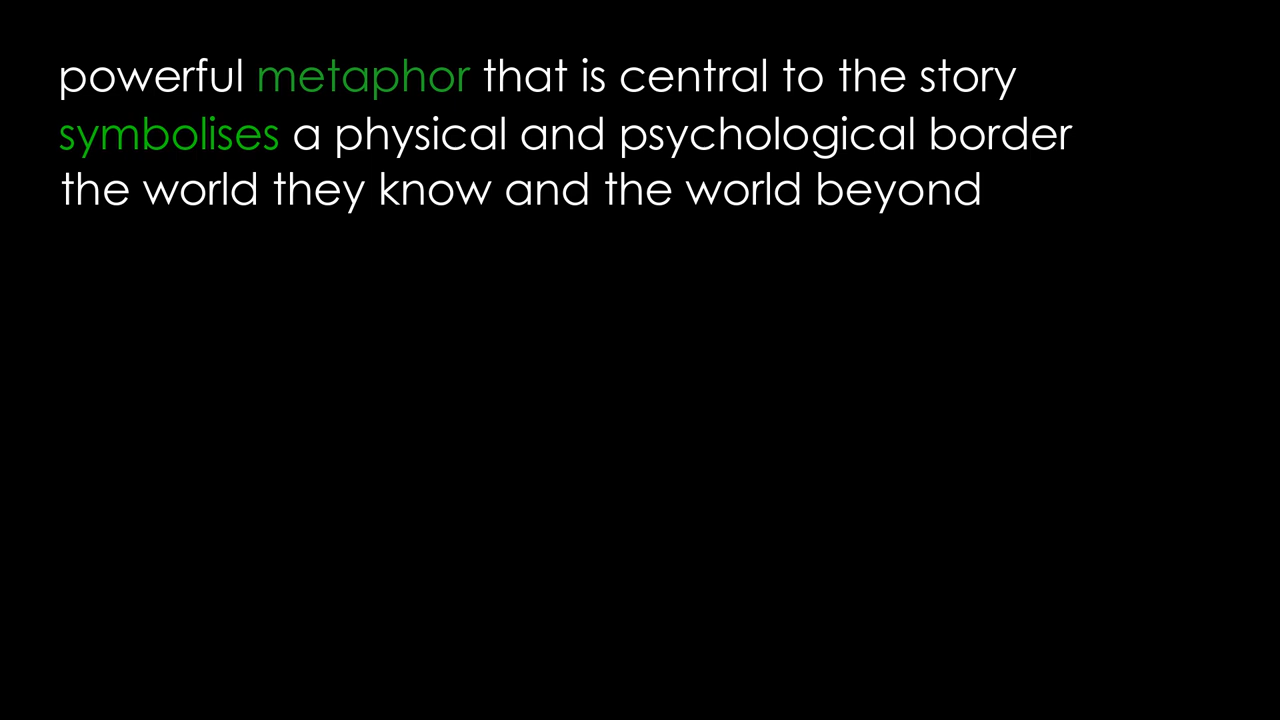 powerful metaphor that is central to the story
symbolises a physical and psychological border
the world they know and the world beyond